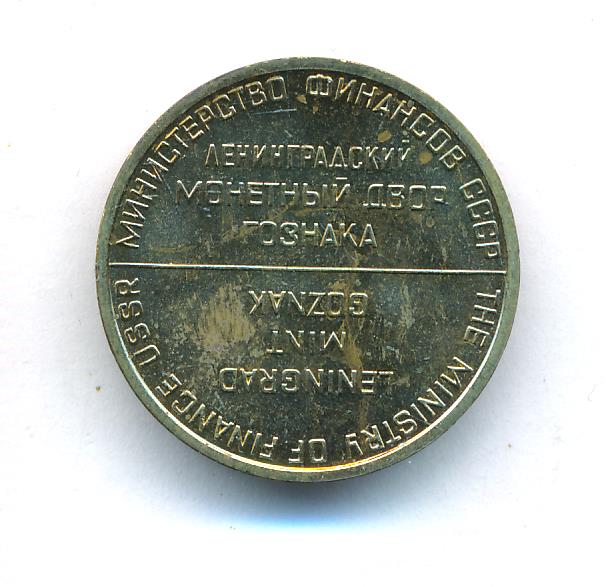 МИНИСТЕРСТВО ФИНАНСОВ СССР
ЛЕНИНГРАДСКИЙ
МОНЕТНЫЙ ДВОР
ГОЗНАКА
THE MINISTRY OF FINANCE USSR
LENINGRAD
MINT
GOZNAK